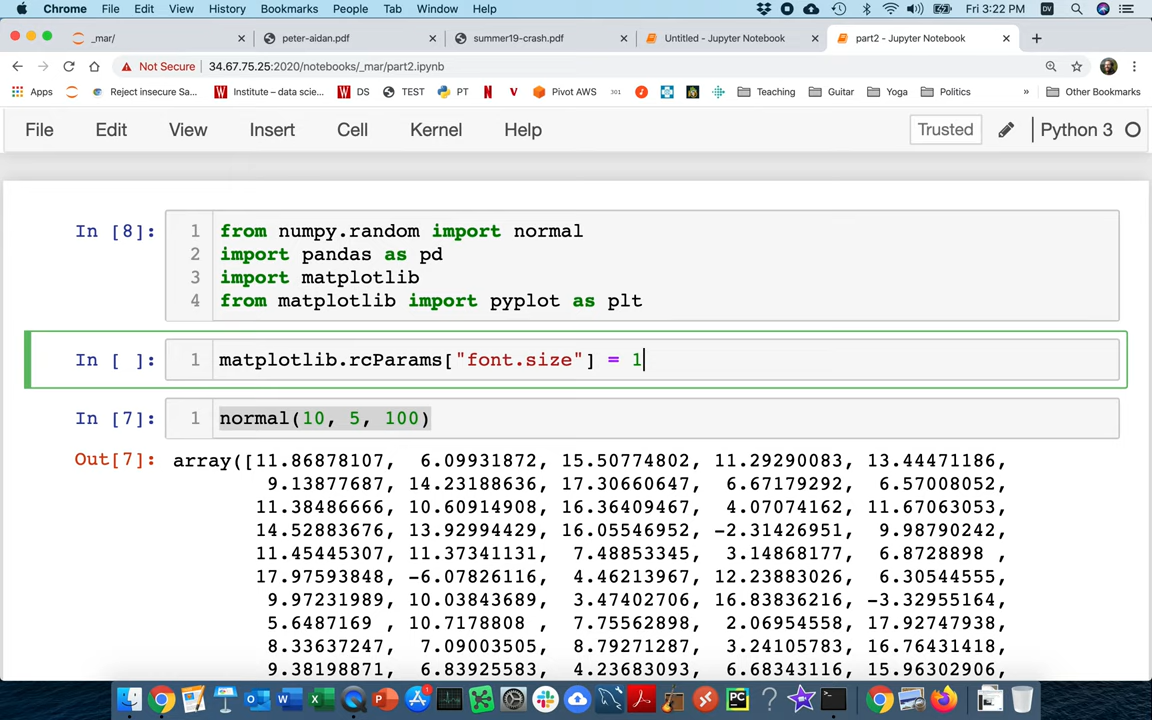 Chrome File Edit View History Bookmarks People Tab Window Help Fri 3:22 PM DV
_mar/ peter-aidan.pdf summer19-crash.pdf Untitled - Jupyter Notebook part2 - Jupyter Notebook
Not Secure 34.67.75.25:2020/notebooks/_mar/part2.ipynb
Apps Reject insecure Sa... Institute – data scie... DS TEST PT Pivot AWS Teaching Guitar Yoga Politics » Other Bookmarks
File Edit View Insert Cell Kernel Help Trusted Python 3
In [8]: 1 from numpy.random import normal
2 import pandas as pd
3 import matplotlib
4 from matplotlib import pyplot as plt
In [ ]: 1 matplotlib.rcParams["font.size"] = 1
In [7]: 1 normal(10, 5, 100)
Out[7]: array([11.86878107, 6.09931872, 15.50774802, 11.29290083, 13.44471186,
9.13877687, 14.23188636, 17.30660647, 6.67179292, 6.57008052,
11.38486666, 10.60914908, 16.36409467, 4.07074162, 11.67063053,
14.52883676, 13.92994429, 16.05546952, -2.31426951, 9.98790242,
11.45445307, 11.37341131, 7.48853345, 3.14868177, 6.8728898 ,
17.97593848, -6.07826116, 4.46213967, 12.23883026, 6.30544555,
9.97231989, 10.03843689, 3.47402706, 16.83836216, -3.32955164,
5.6487169 , 10.7178808 , 7.75562898, 2.06954558, 17.92747938,
8.33637247, 7.09003505, 8.79271287, 3.24105783, 16.76431418,
9.38198871, 6.83925583, 4.23683093, 6.68343116, 15.96302906,